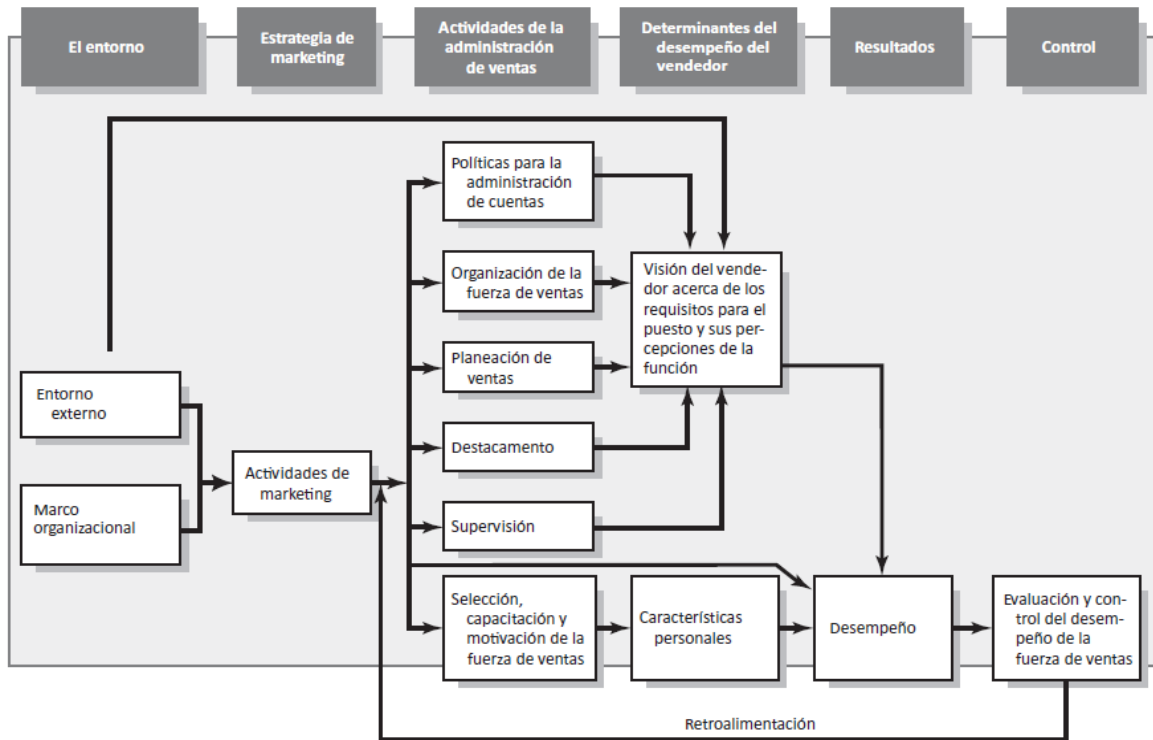 El entorno
Estrategia de
marketing
Actividades de la
administración
de ventas
Determinantes del
desempeño del
vendedor
Resultados
Control
Políticas para la
administración
de cuentas
Organización de la
fuerza de ventas
Planeación de
ventas
Destacamento
Supervisión
Selección,
capacitación y
motivación de la
fuerza de ventas
Visión del vende-
dor acerca de los
requisitos para el
puesto y sus per-
cepciones de la
función
Entorno
externo
Marco
organizacional
Actividades de
marketing
Características
personales
Desempeño
Evaluación y con-
trol del desem-
peño de la
fuerza de ventas
Retroalimentación